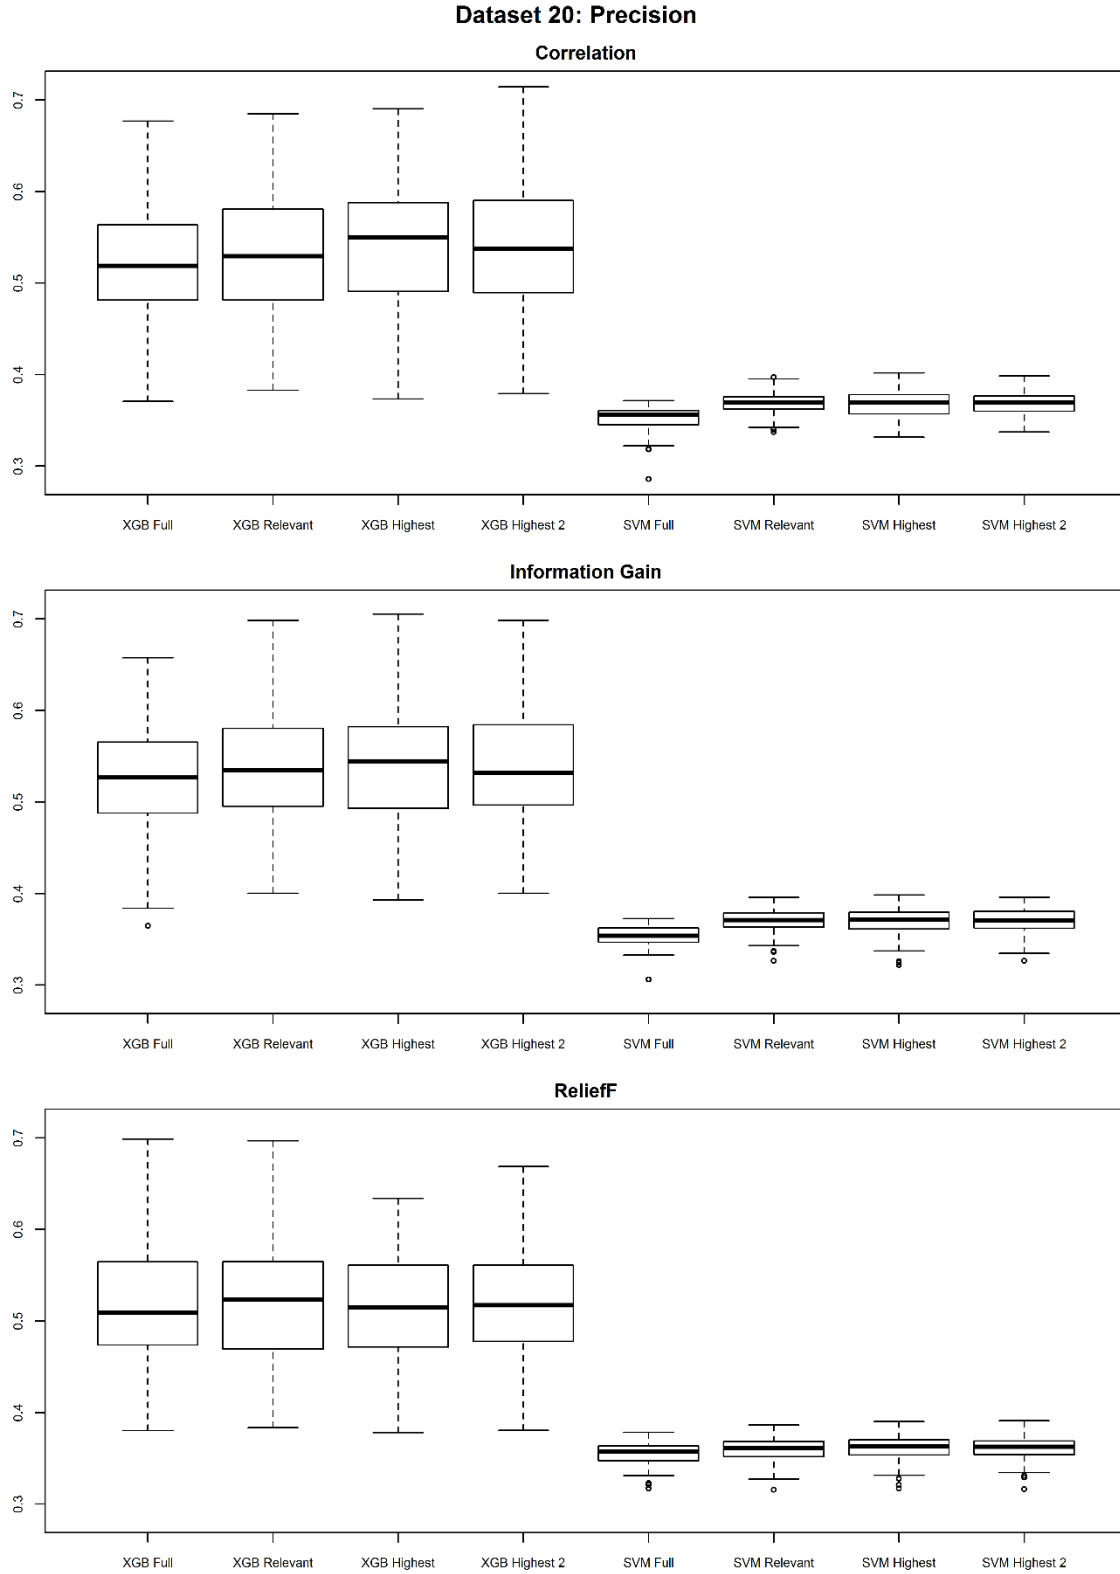 Dataset 20: Precision
Correlation
0.7
0.6
0.5
0.4
0.3
XGB Full XGB Relevant XGB Highest XGB Highest 2 SVM Full SVM Relevant SVM Highest SVM Highest 2
Information Gain
0.7
0.6
0.5
0.4
0.3
XGB Full XGB Relevant XGB Highest XGB Highest 2 SVM Full SVM Relevant SVM Highest SVM Highest 2
ReliefF
0.7
0.6
0.5
0.4
0.3
XGB Full XGB Relevant XGB Highest XGB Highest 2 SVM Full SVM Relevant SVM Highest SVM Highest 2